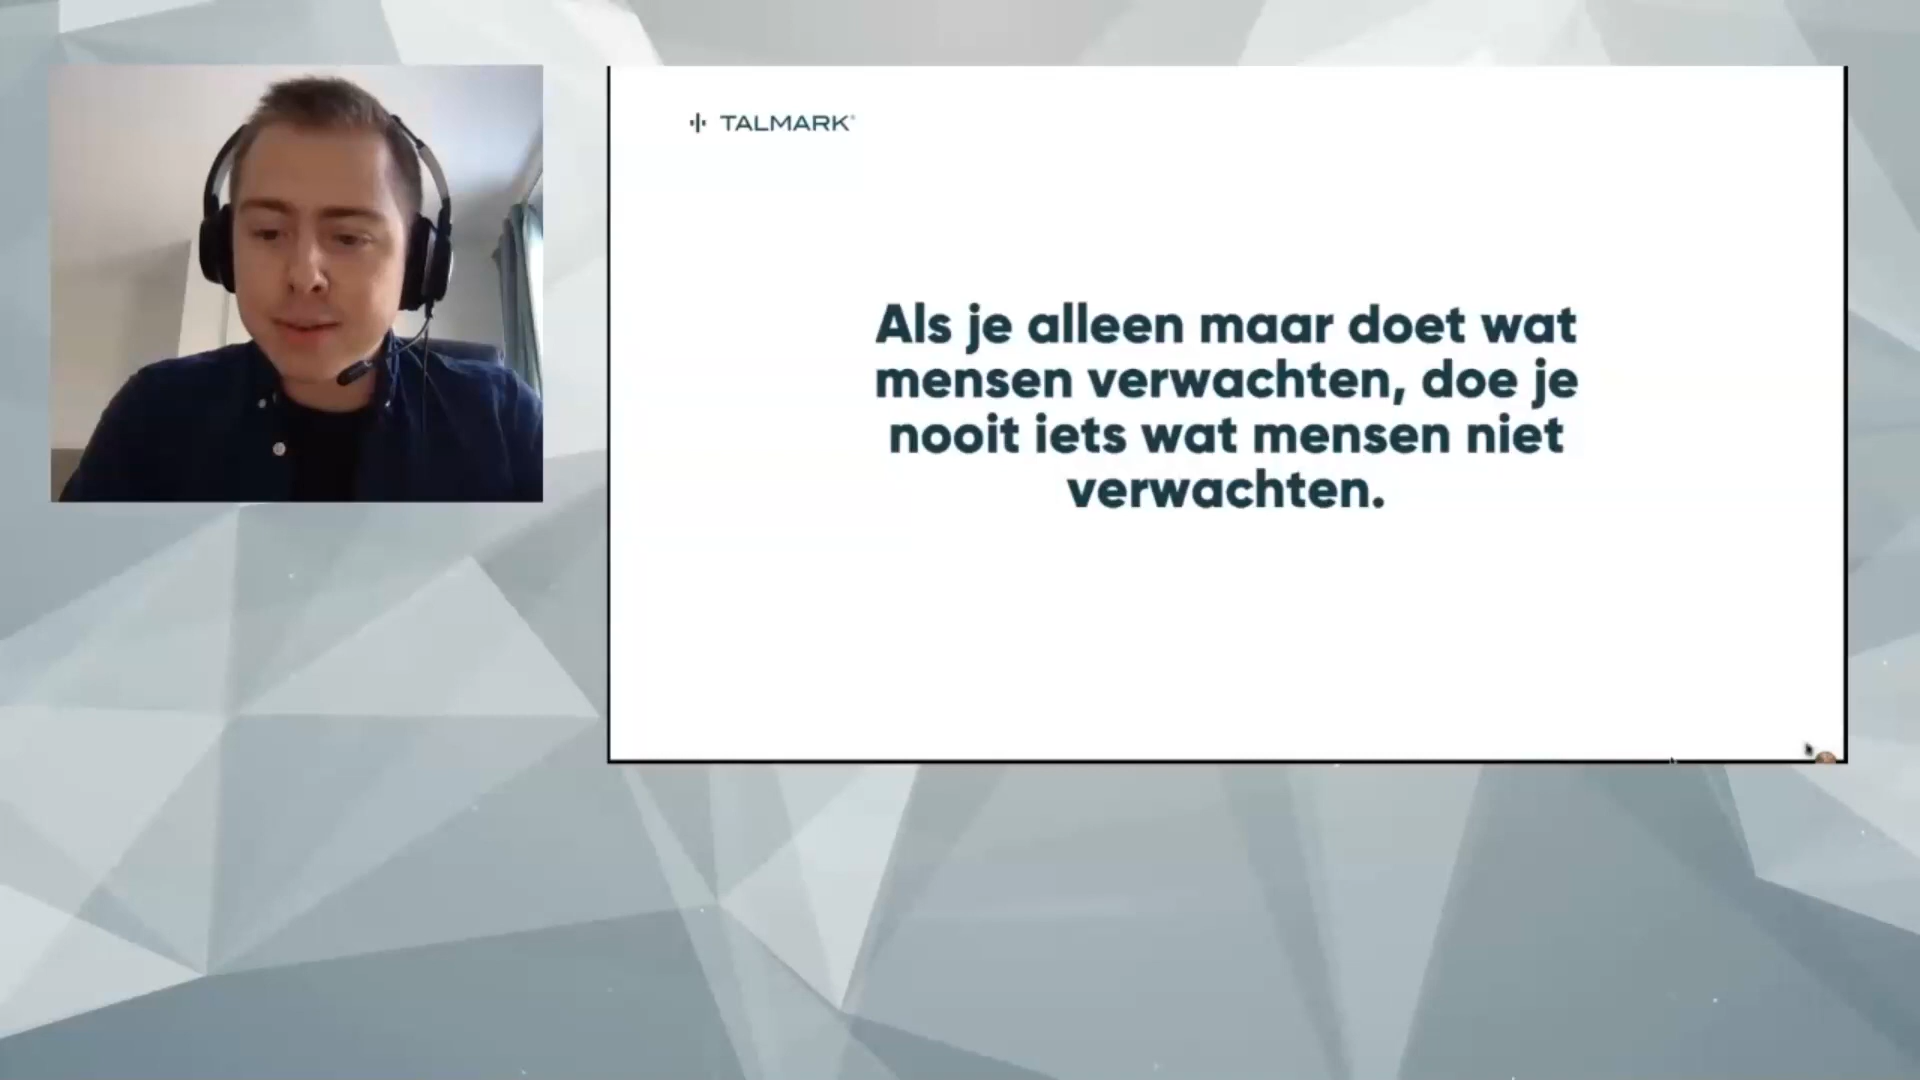 TALMARK
Als je alleen maar doet wat
mensen verwachten, doe je
nooit iets wat mensen niet
verwachten.